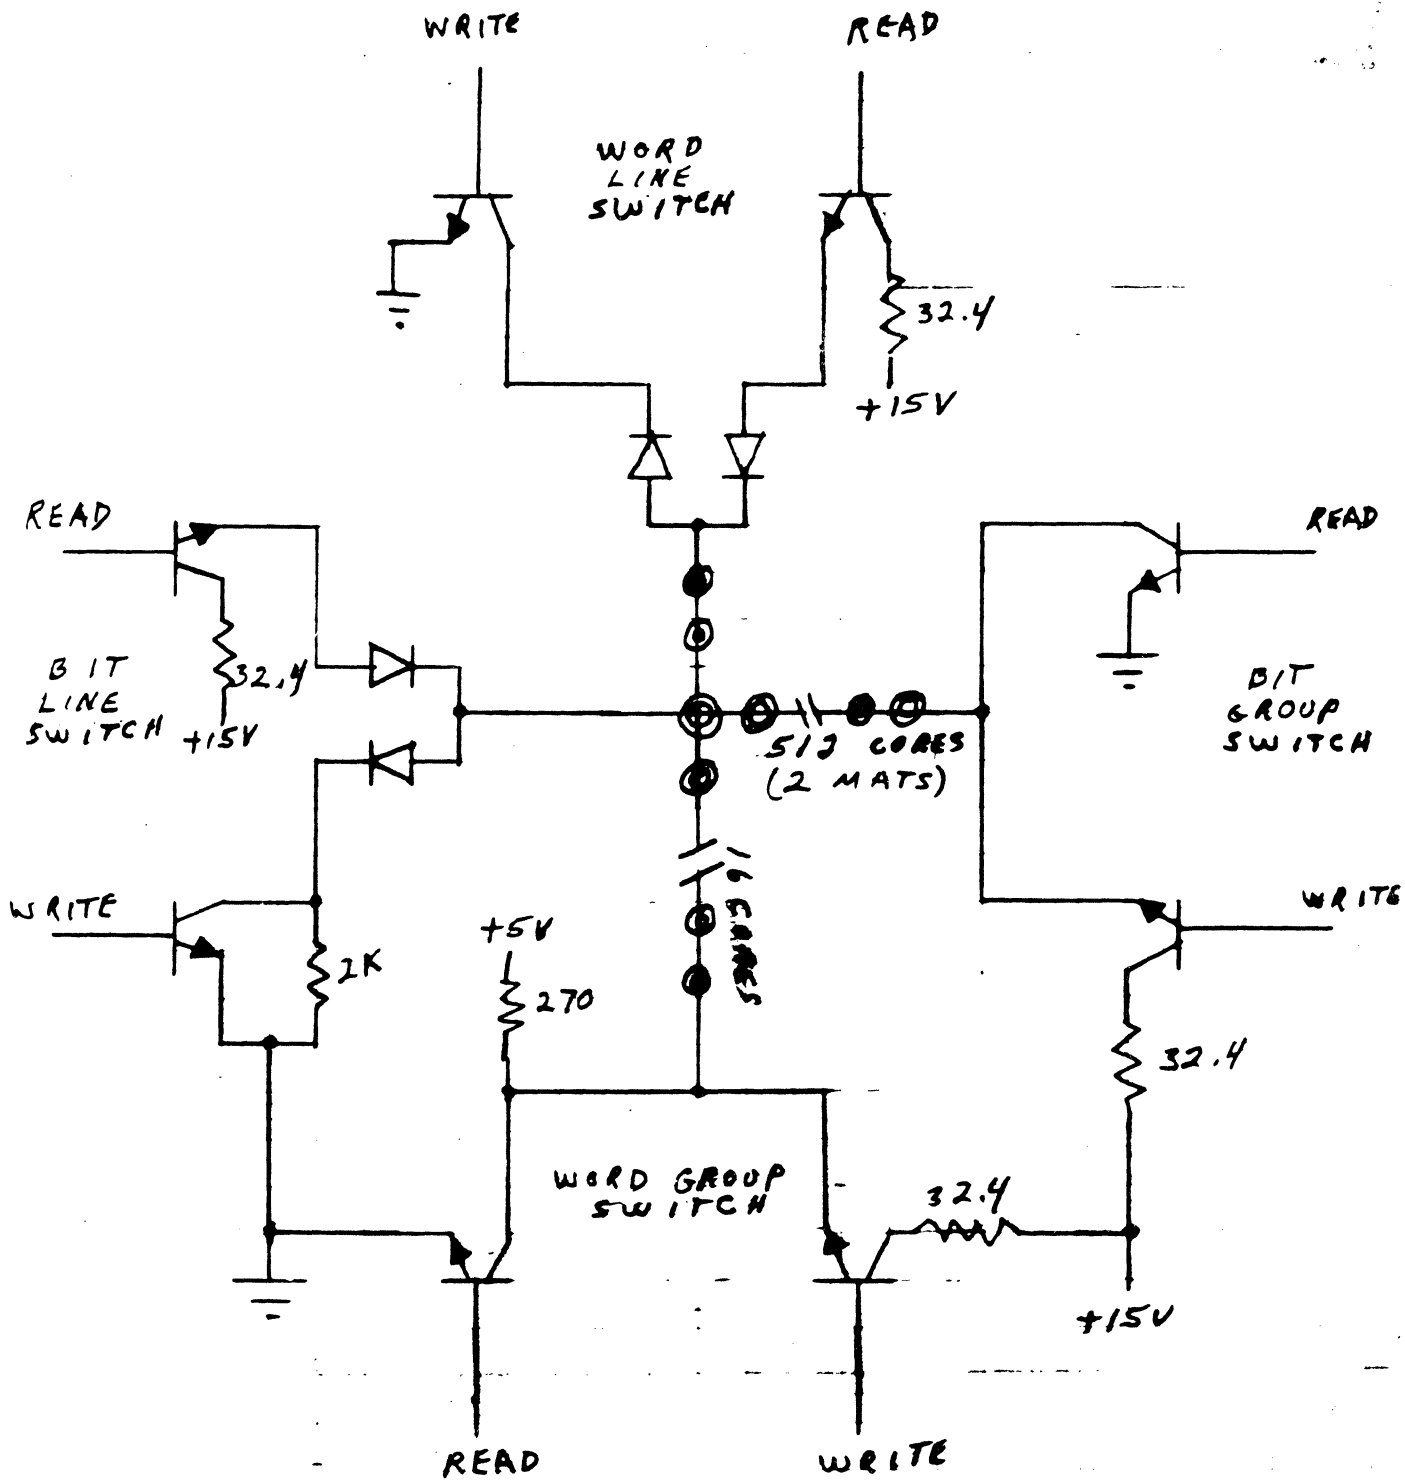 WRITE
READ
WORD
LINE
SWITCH
32.4
+15V
READ
READ
BIT
LINE
SWITCH
32.4
+15V
BIT
GROUP
SWITCH
512 CORES
(2 MATS)
16 CORES
WRITE
WRITE
2K
+5V
270
32.4
WORD GROUP
SWITCH
32.4
+15V
READ
WRITE